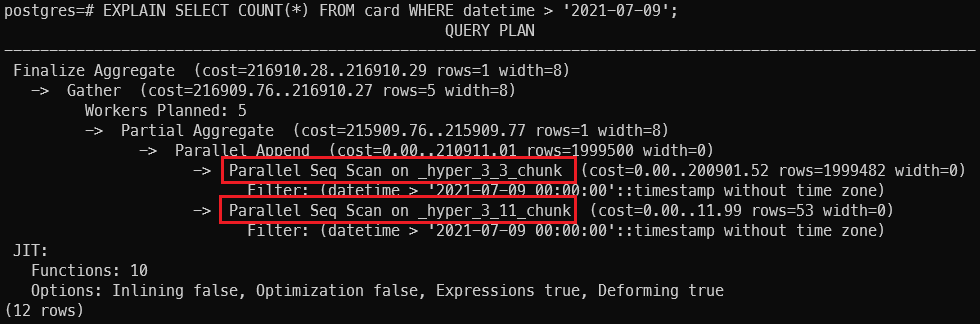 postgres=# EXPLAIN SELECT COUNT(*) FROM card WHERE datetime > '2021-07-09';
QUERY PLAN
------------------------------------------------------------------------------------------------------------
Finalize Aggregate  (cost=216910.28..216910.29 rows=1 width=8)
->  Gather  (cost=216909.76..216910.27 rows=5 width=8)
Workers Planned: 5
->  Partial Aggregate  (cost=215909.76..215909.77 rows=1 width=8)
->  Parallel Append  (cost=0.00..210911.01 rows=1999500 width=0)
->  Parallel Seq Scan on _hyper_3_3_chunk  (cost=0.00..200901.52 rows=1999482 width=0)
Filter: (datetime > '2021-07-09 00:00:00'::timestamp without time zone)
->  Parallel Seq Scan on _hyper_3_11_chunk  (cost=0.00..11.99 rows=53 width=0)
Filter: (datetime > '2021-07-09 00:00:00'::timestamp without time zone)
JIT:
Functions: 10
Options: Inlining false, Optimization false, Expressions true, Deforming true
(12 rows)